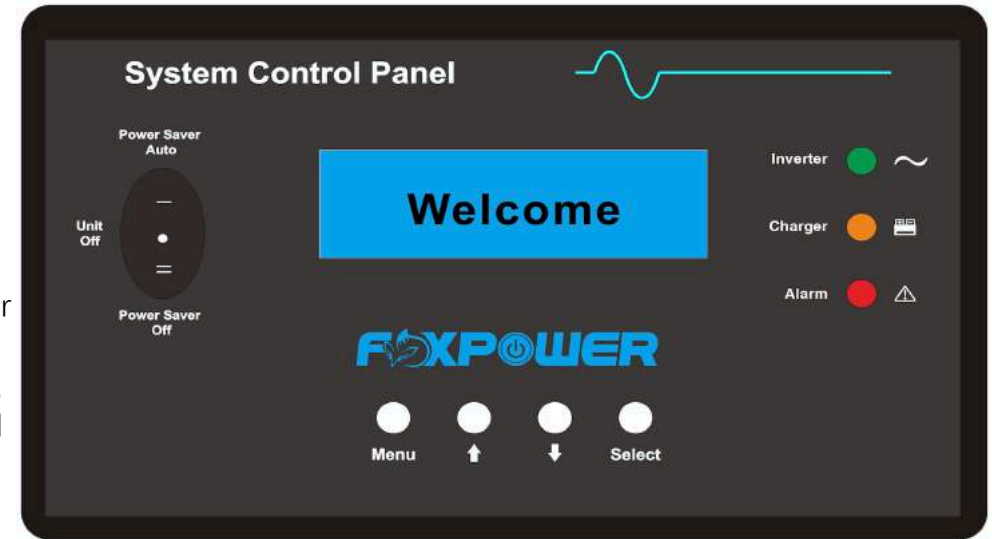 System Control Panel
Power Saver
Auto
Unit
Off
Power Saver
Off
Welcome
Inverter
Charger
Alarm
FOXPOWER
Menu
Select
r